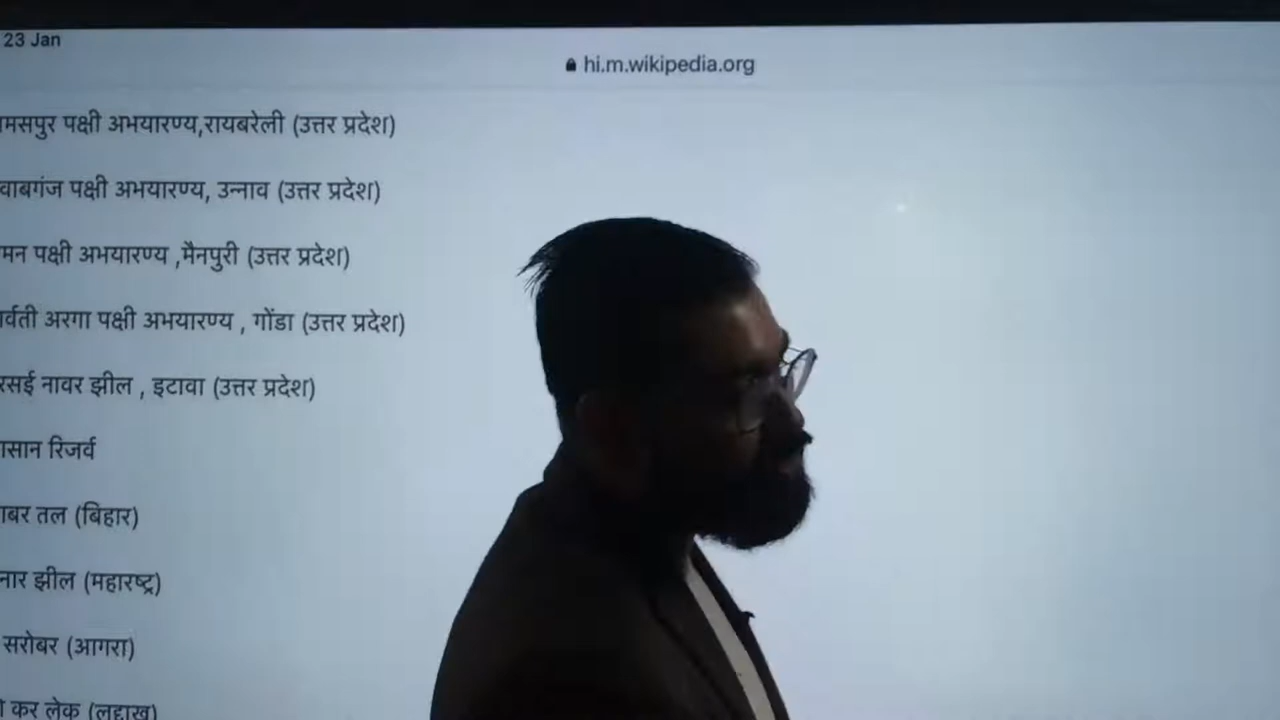 23 Jan
hi.m.wikipedia.org
मसपुर पक्षी अभयारण्य,रायबरेली (उत्तर प्रदेश)
वाबगंज पक्षी अभयारण्य, उन्नाव (उत्तर प्रदेश)
मन पक्षी अभयारण्य ,मैनपुरी (उत्तर प्रदेश)
र्वती अरगा पक्षी अभयारण्य , गोंडा (उत्तर प्रदेश)
रसई नावर झील , इटावा (उत्तर प्रदेश)
ासान रिजर्व
ाबर तल (बिहार)
नार झील (महारष्ट्र)
सरोबर (आगरा)
कर लेक (लद्दाख)